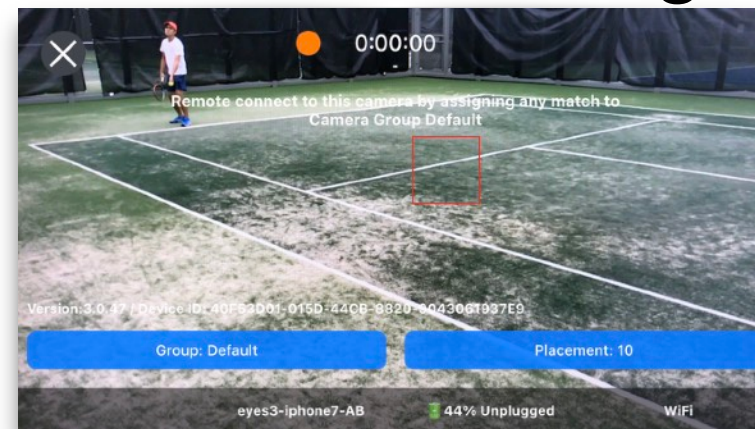 0:00:00
Remote connect to this camera by assigning any match to
Camera Group Default
Group: Default
Placement: 10
eyes3-iphone7-AB
44% Unplugged
WiFi